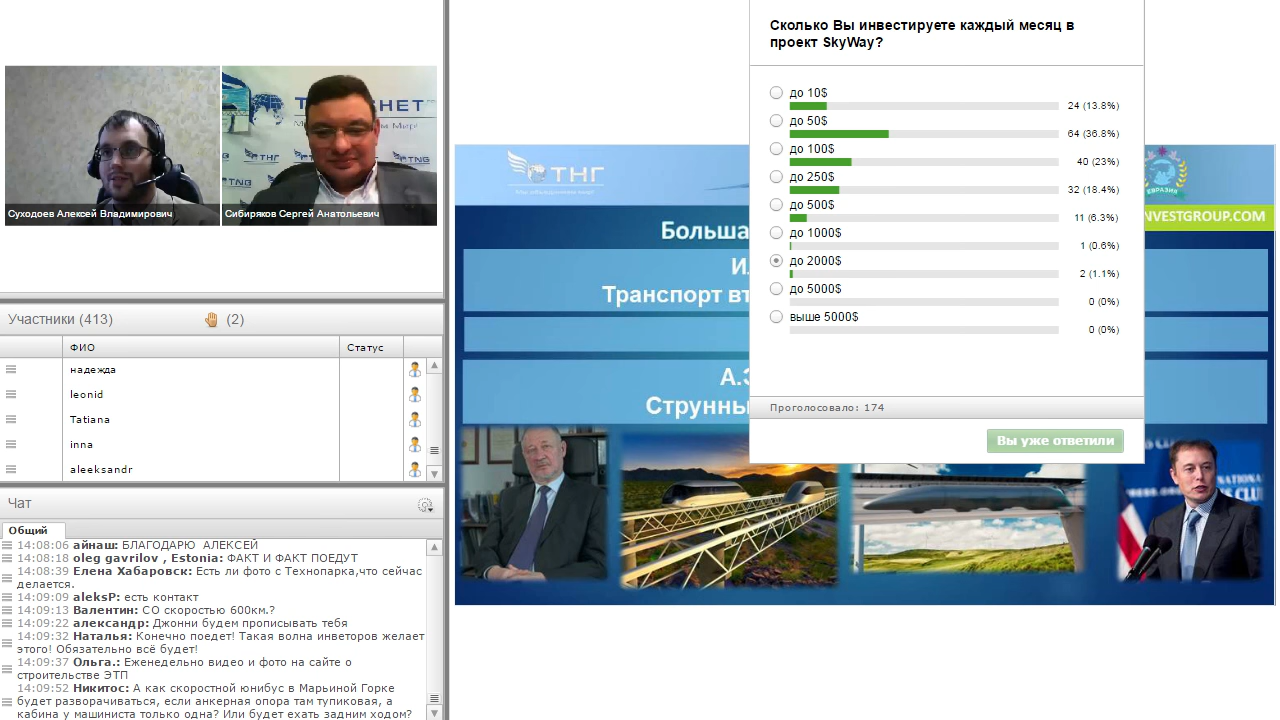 Суходоев Алексей Владимирович
Сибиряков Сергей Анатольевич
Участники (413)
(2)
ФИО
Статус
надежда
leonid
Tatiana
inna
aleeksandr
Чат
Общий
14:08:06 айнаш: БЛАГОДАРЮ АЛЕКСЕЙ
14:08:18 oleg gavrilov , Estonia: ФАКТ И ФАКТ ПОЕДУТ
14:08:39 Елена Хабаровск: Есть ли фото с Технопарка,что сейчас
делается.
14:09:09 aleksP: есть контакт
14:09:13 Валентин: СО скоростью 600км.?
14:09:22 александр: Джонни будем прописывать тебя
14:09:32 Наталья: Конечно поедет! Такая волна инветоров желает
этого! Обязательно всё будет!
14:09:37 Ольга.: Еженедельно видео и фото на сайте о
строительстве ЭТП
14:09:52 Никитос: А как скоростной юнибус в Марьиной Горке
будет разворачиваться, если анкерная опора там тупиковая, а
кабина у машиниста только одна? Или будет ехать задним ходом?
Сколько Вы инвестируете каждый месяц в
проект SkyWay?
до 10$
24 (13.8%)
до 50$
64 (36.8%)
до 100$
40 (23%)
до 250$
32 (18.4%)
до 500$
11 (6.3%)
до 1000$
1 (0.6%)
до 2000$
2 (1.1%)
до 5000$
0 (0%)
выше 5000$
0 (0%)
Проголосовало: 174
Вы уже ответили
ТНГ
ЕВРАЗИЯ
NVESTGROUP.COM
Больша
И
Транспорт вт
А.Э
Струнны